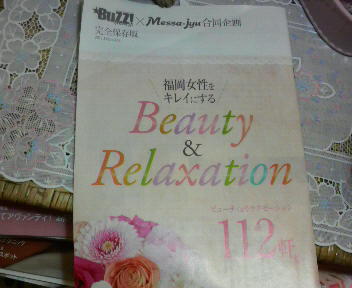 BUZZ! × Messa-jyu 合同企画
完全保存版
福岡女性を
キレイにする
Beauty
&
Relaxation
ビューティ&リラクゼーション
112軒